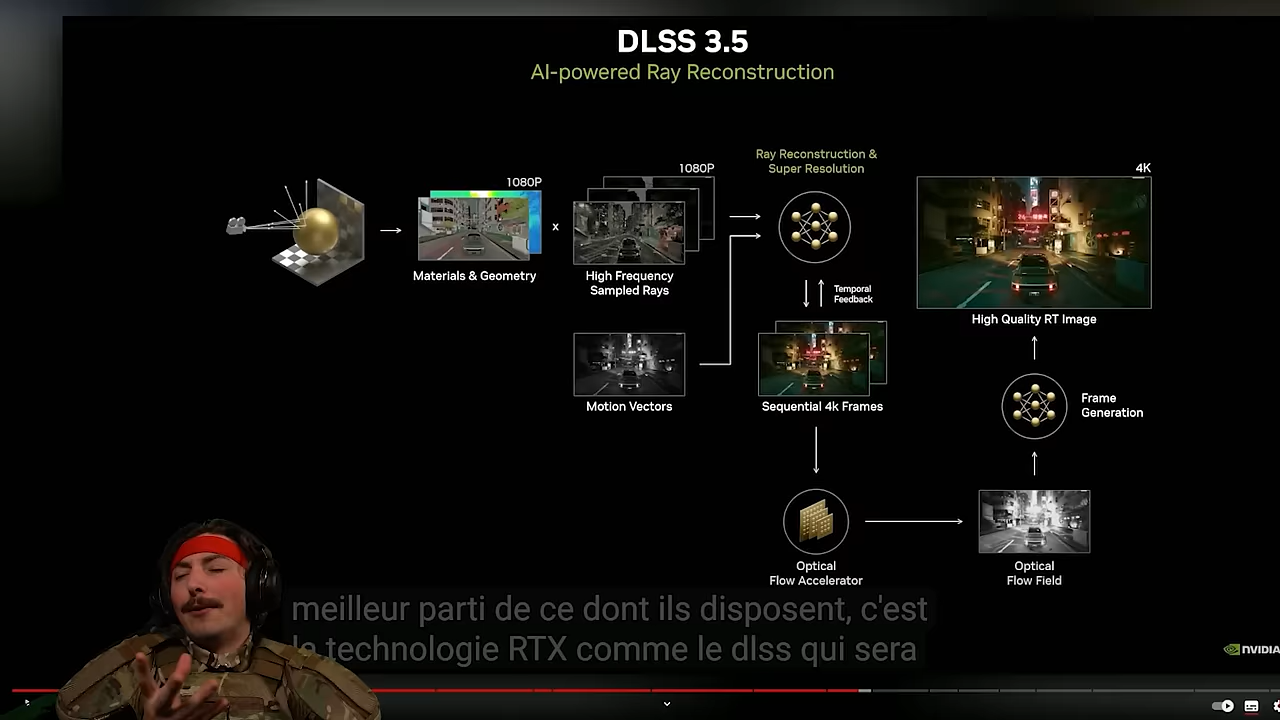 DLSS 3.5
AI-powered Ray Reconstruction
1080P
x
Materials & Geometry
1080P
High Frequency
Sampled Rays
Motion Vectors
Ray Reconstruction &
Super Resolution
Temporal
Feedback
Sequential 4k Frames
Optical
Flow Accelerator
Optical
Flow Field
Frame
Generation
4K
High Quality RT Image
meilleur parti de ce dont ils disposent, c'est
la technologie RTX comme le dlss qui sera
NVIDIA